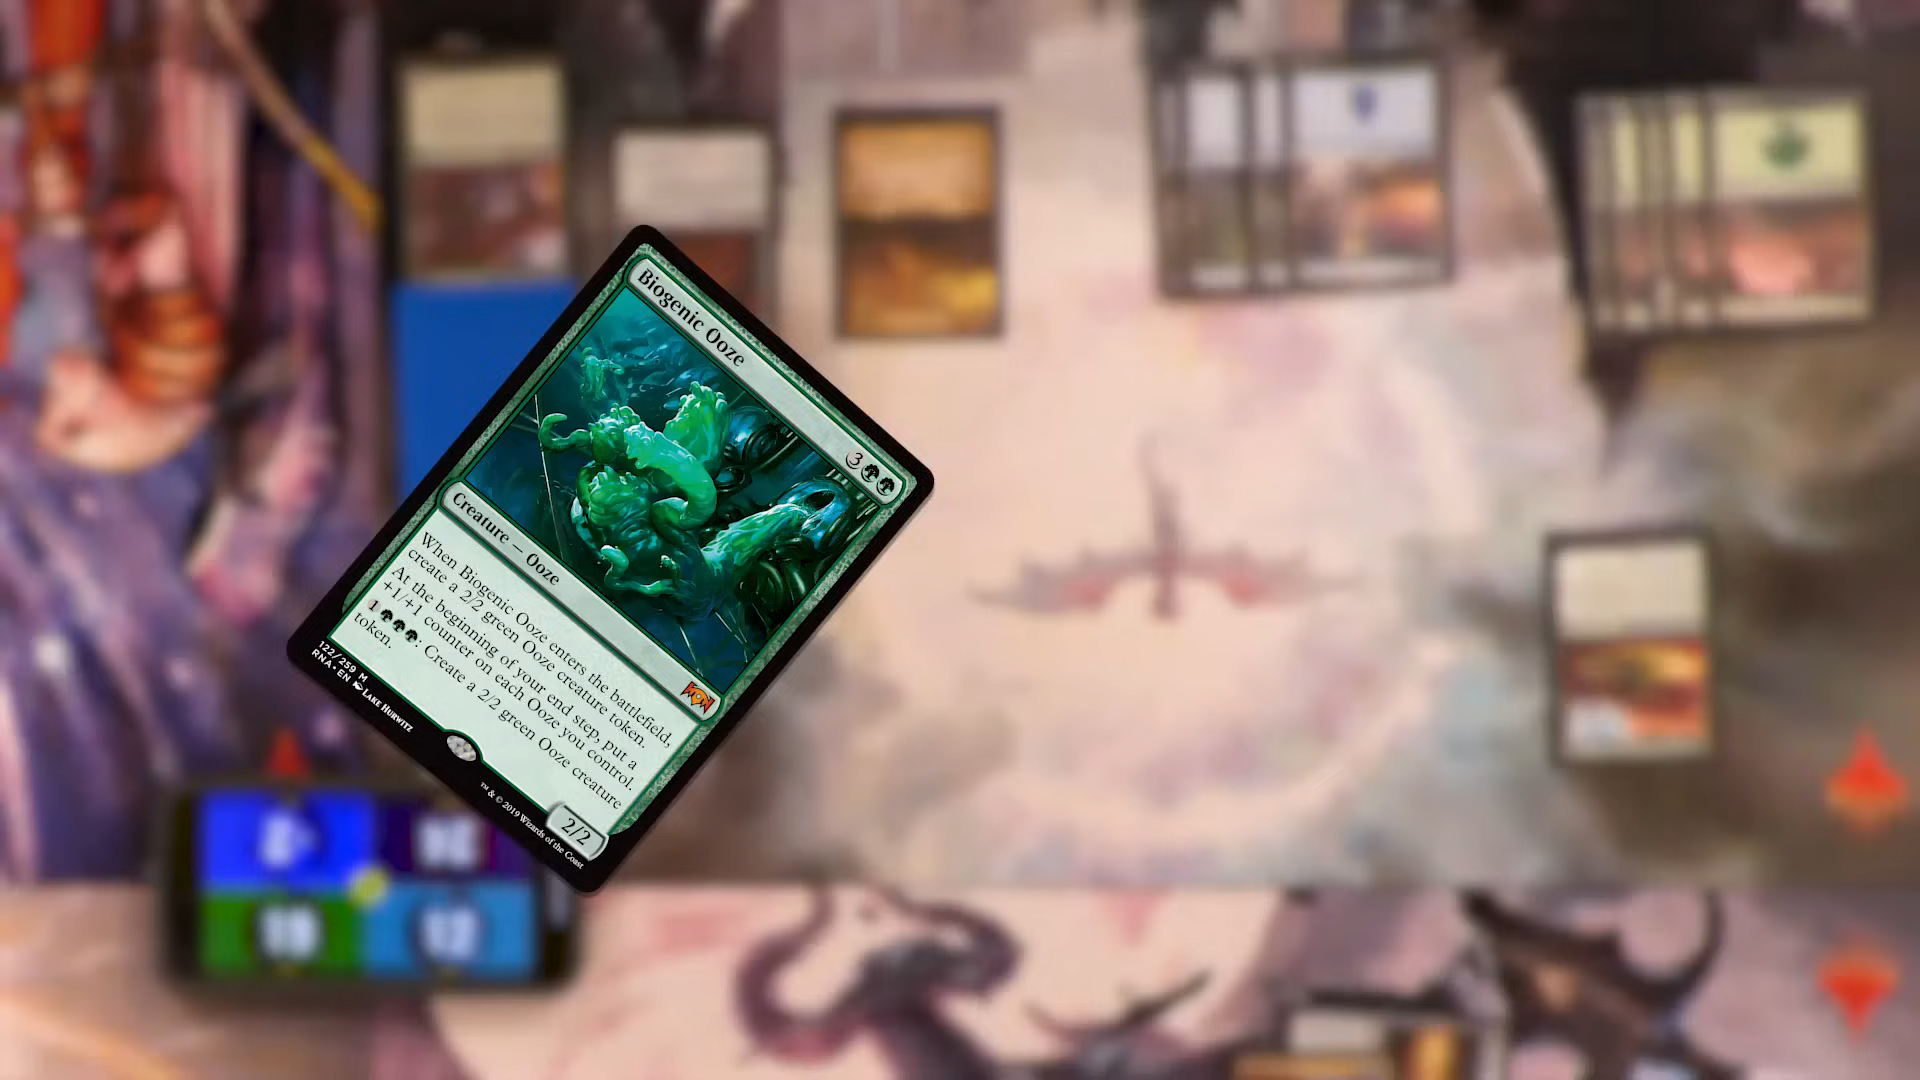 Biogenic Ooze
3
Creature — Ooze
When Biogenic Ooze enters the battlefield,
create a 2/2 green Ooze creature token.
At the beginning of your end step, put a
+1/+1 counter on each Ooze you control.
1 : Create a 2/2 green Ooze creature
token.
2/2
122/259 M
RNA • EN LAKE HURWITZ
™ & © 2019 Wizards of the Coast
19
12